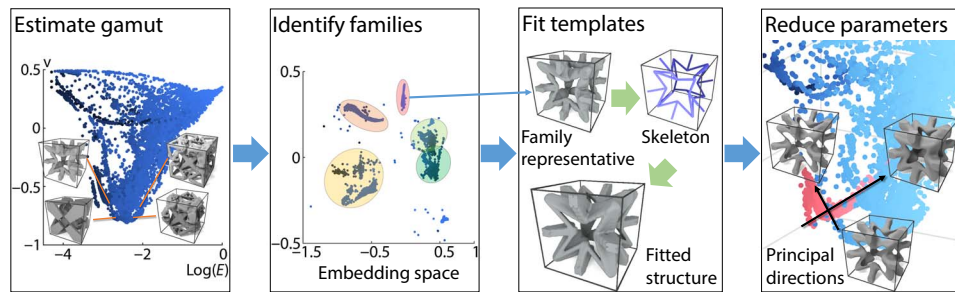 Estimate gamut
ν
0.5
0
−0.5
−1
−4
−2
0
Log(E)
Identify families
0.5
0
−0.5
−1.5
−0.5
0
0.5
1
Embedding space
Fit templates
Family
representative
Skeleton
Fitted
structure
Reduce parameters
Principal
directions